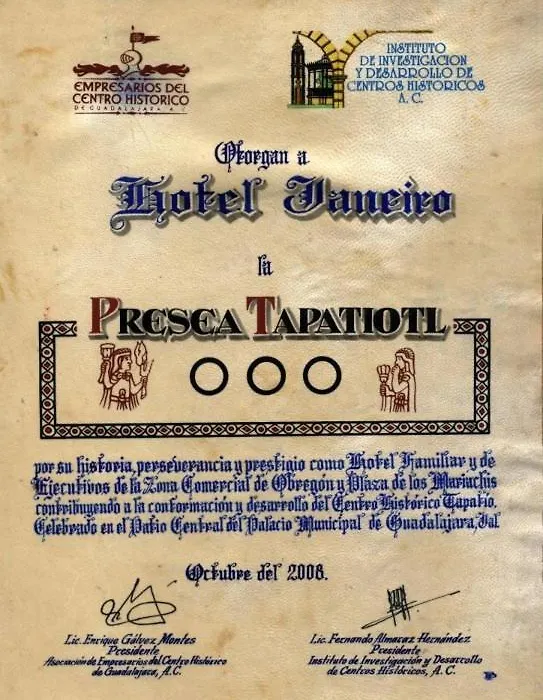 EMPRESARIOS DEL
CENTRO HISTORICO
DE GUADALAJARA, A.C.
INSTITUTO
DE INVESTIGACION
Y DESARROLLO DE
CENTROS HISTORICOS
A. C.
Otorgan a
Hotel Janeiro
la
PRESEA TAPATIOTL
por su historia, perseverancia y prestigio como Hotel Familiar y de
Ejecutivos de la Zona Comercial de Obregón y Plaza de los Mariachis
contribuyendo a la conformación y desarrollo del Centro Histórico Tapatío.
Celebrado en el Patio Central del Palacio Municipal de Guadalajara, Jal.
Octubre del 2008.
Lic. Enrique Gálvez Montes
Presidente
Asociación de Empresarios del Centro Histórico
de Guadalajara, A.C.
Lic. Fernando Almaraz Hernández
Presidente
Instituto de Investigación y Desarrollo
de Centros Históricos, A.C.